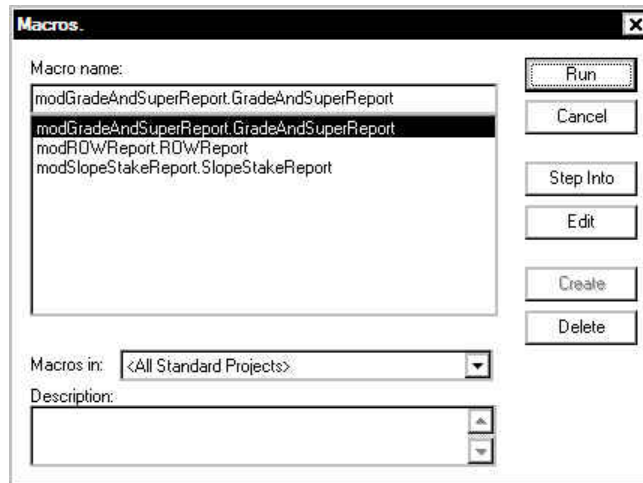 Macros.
Macro name:
modGradeAndSuperReport.GradeAndSuperReport
modGradeAndSuperReport.GradeAndSuperReport
modROWReport.ROWReport
modSlopeStakeReport.SlopeStakeReport
Run
Cancel
Step Into
Edit
Create
Delete
Macros in: <All Standard Projects>
Description: